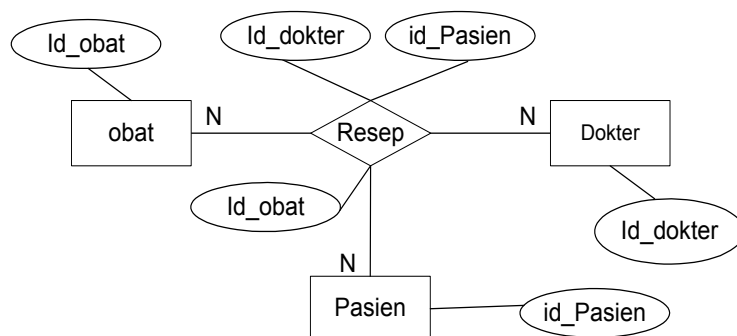 Id_obat
Id_dokter
id_Pasien
N
N
obat
Resep
Dokter
Id_obat
Id_dokter
N
Pasien
id_Pasien